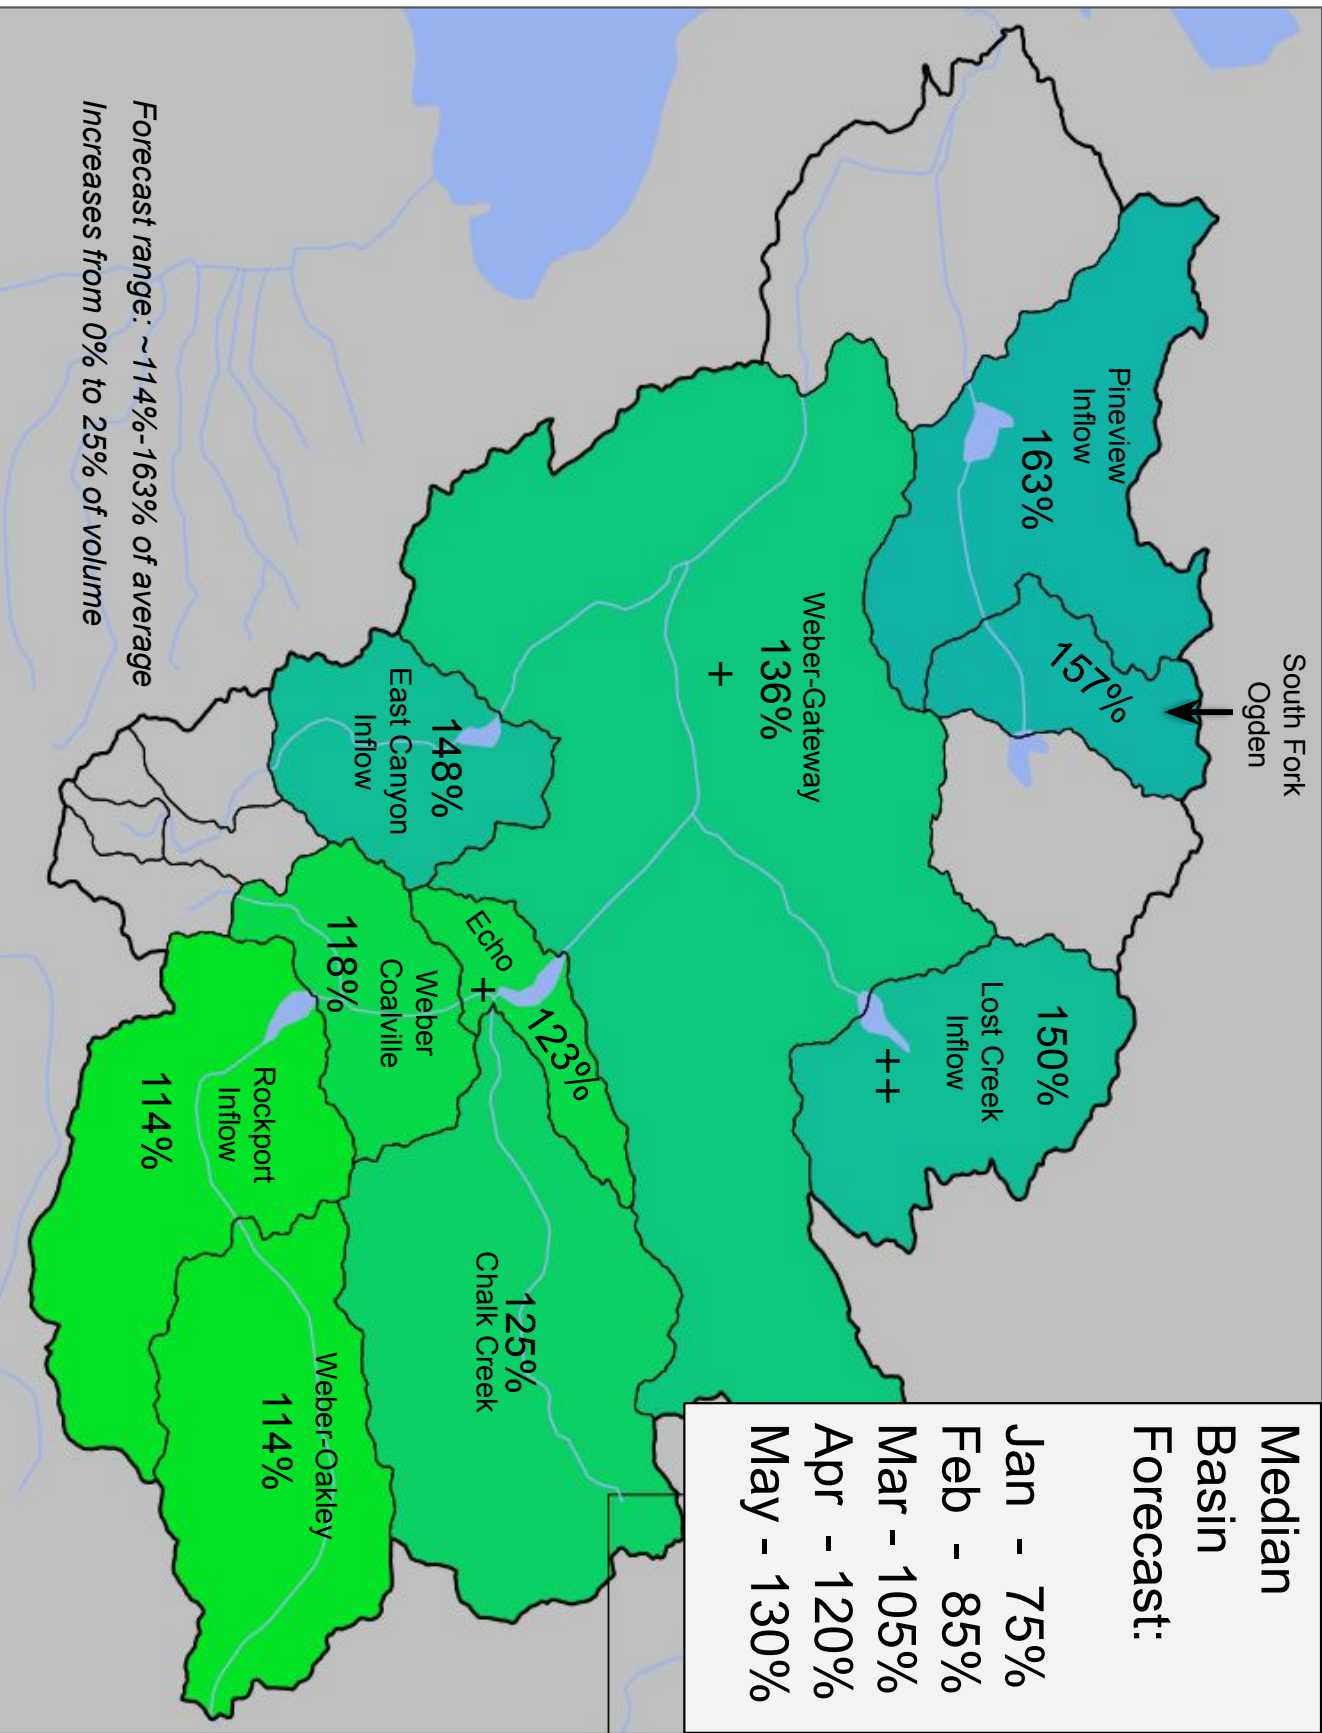 South Fork
Ogden
Median
Basin
Forecast:
Jan - 75%
Feb - 85%
Mar - 105%
Apr - 120%
May - 130%
Pineview
Inflow
163%
157%
150%
Lost Creek
Inflow
++
Weber-Gateway
136%
+
Echo
+
123%
148%
East Canyon
Inflow
125%
Chalk Creek
Weber
Coalville
118%
Rockport
Inflow
114%
Weber-Oakley
114%
Forecast range: ~114%-163% of average
Increases from 0% to 25% of volume